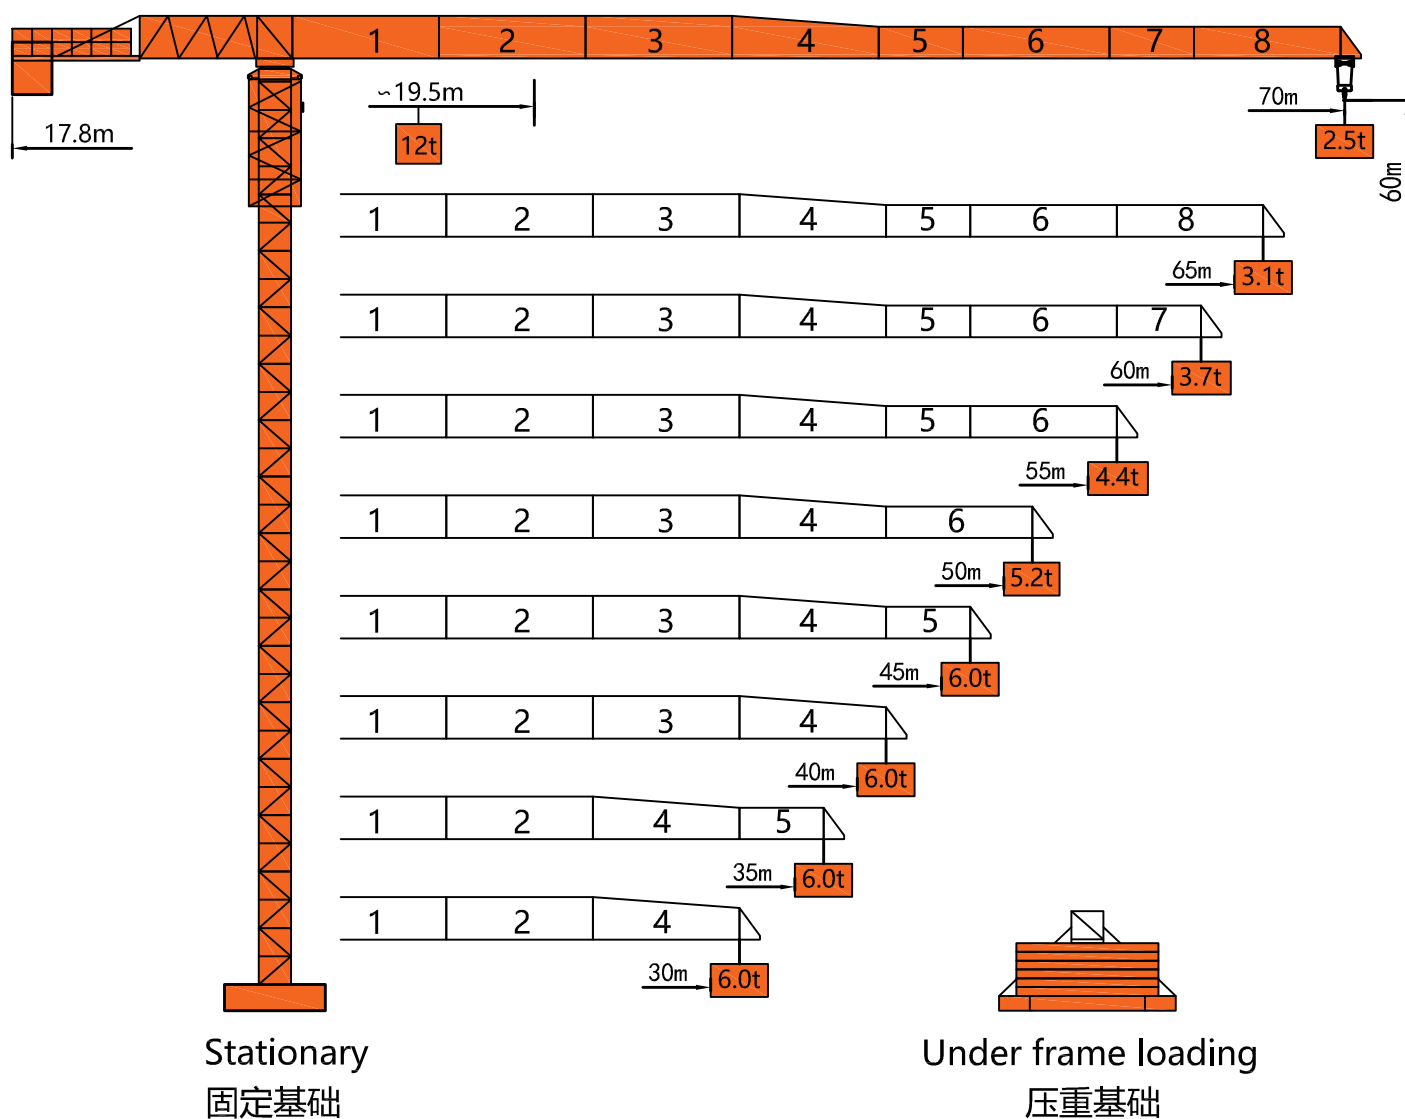 1 2 3 4 5 6 7 8
~19.5m
70m
17.8m
12t
2.5t
60m
1 2 3 4 5 6 8
65m
3.1t
1 2 3 4 5 6 7
60m
3.7t
1 2 3 4 5 6
55m
4.4t
1 2 3 4 6
50m
5.2t
1 2 3 4 5
45m
6.0t
1 2 3 4
40m
6.0t
1 2 4 5
35m
6.0t
1 2 4
30m
6.0t
Stationary
固定基础
Under frame loading
压重基础